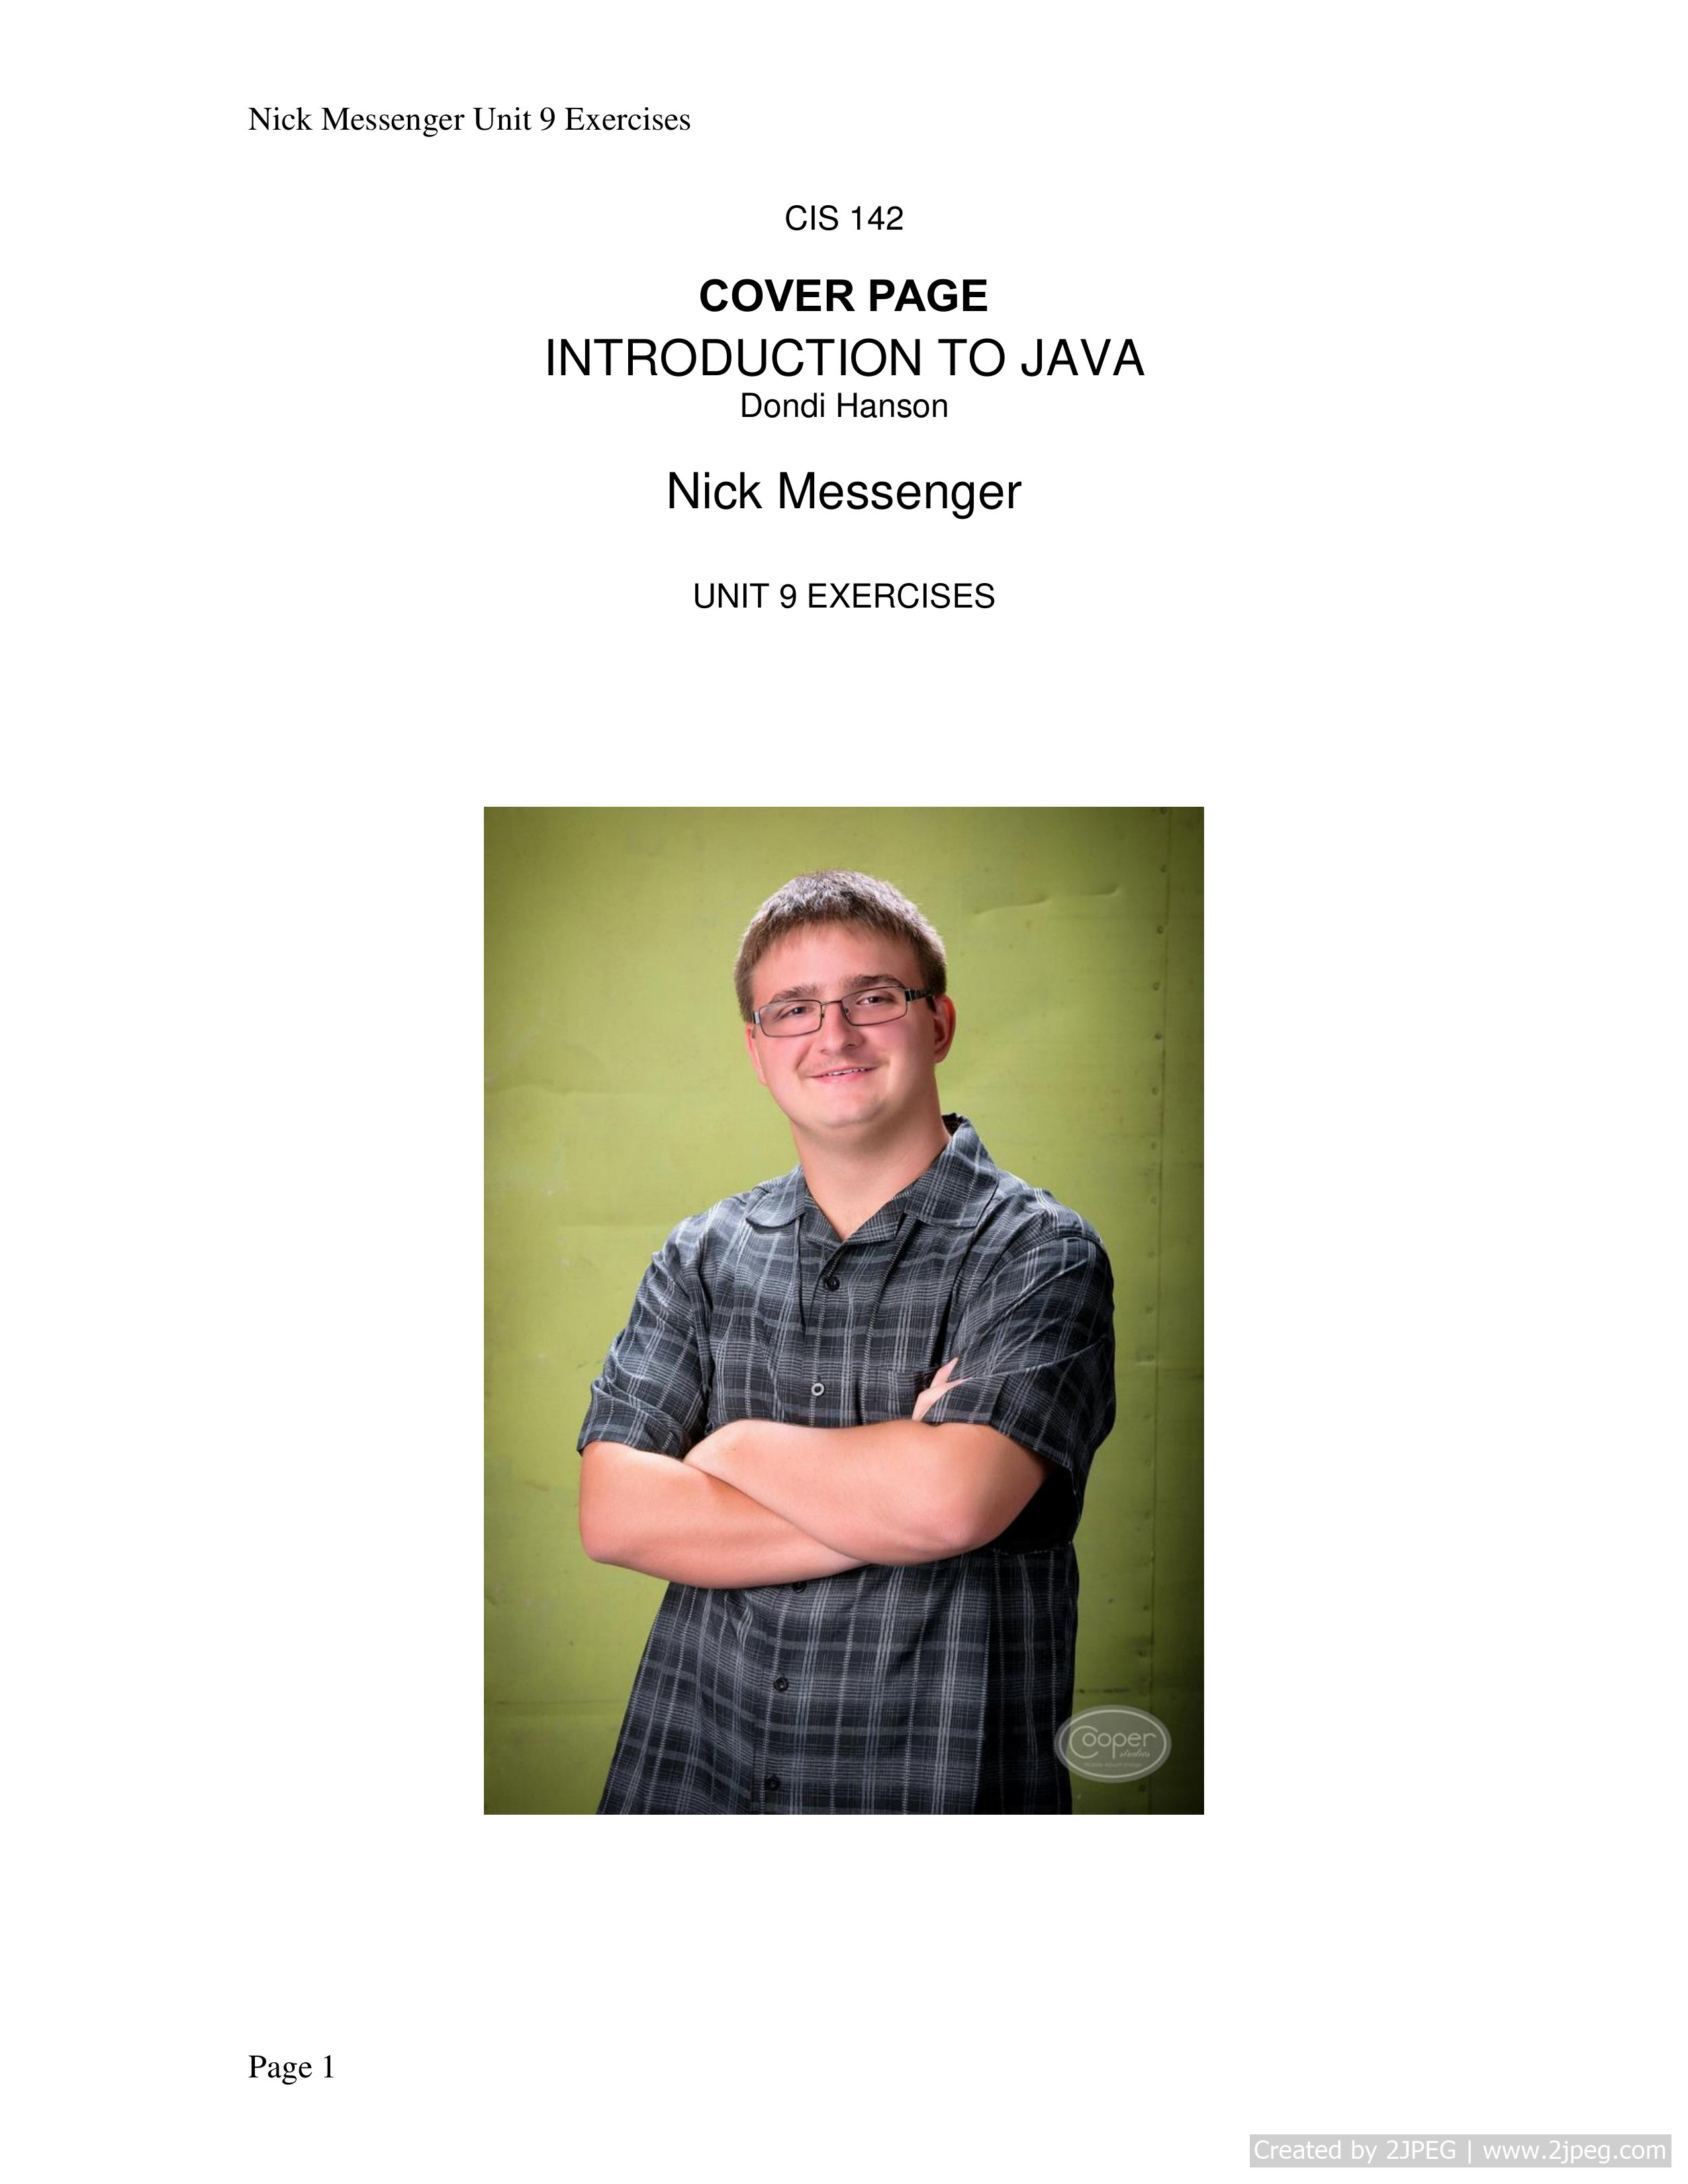 Nick Messenger Unit 9 Exercises
CIS 142
COVER PAGE
INTRODUCTION TO JAVA
Dondi Hanson
Nick Messenger
UNIT 9 EXERCISES
Cooper
studios
Page 1
Created by 2JPEG | www.2jpeg.com